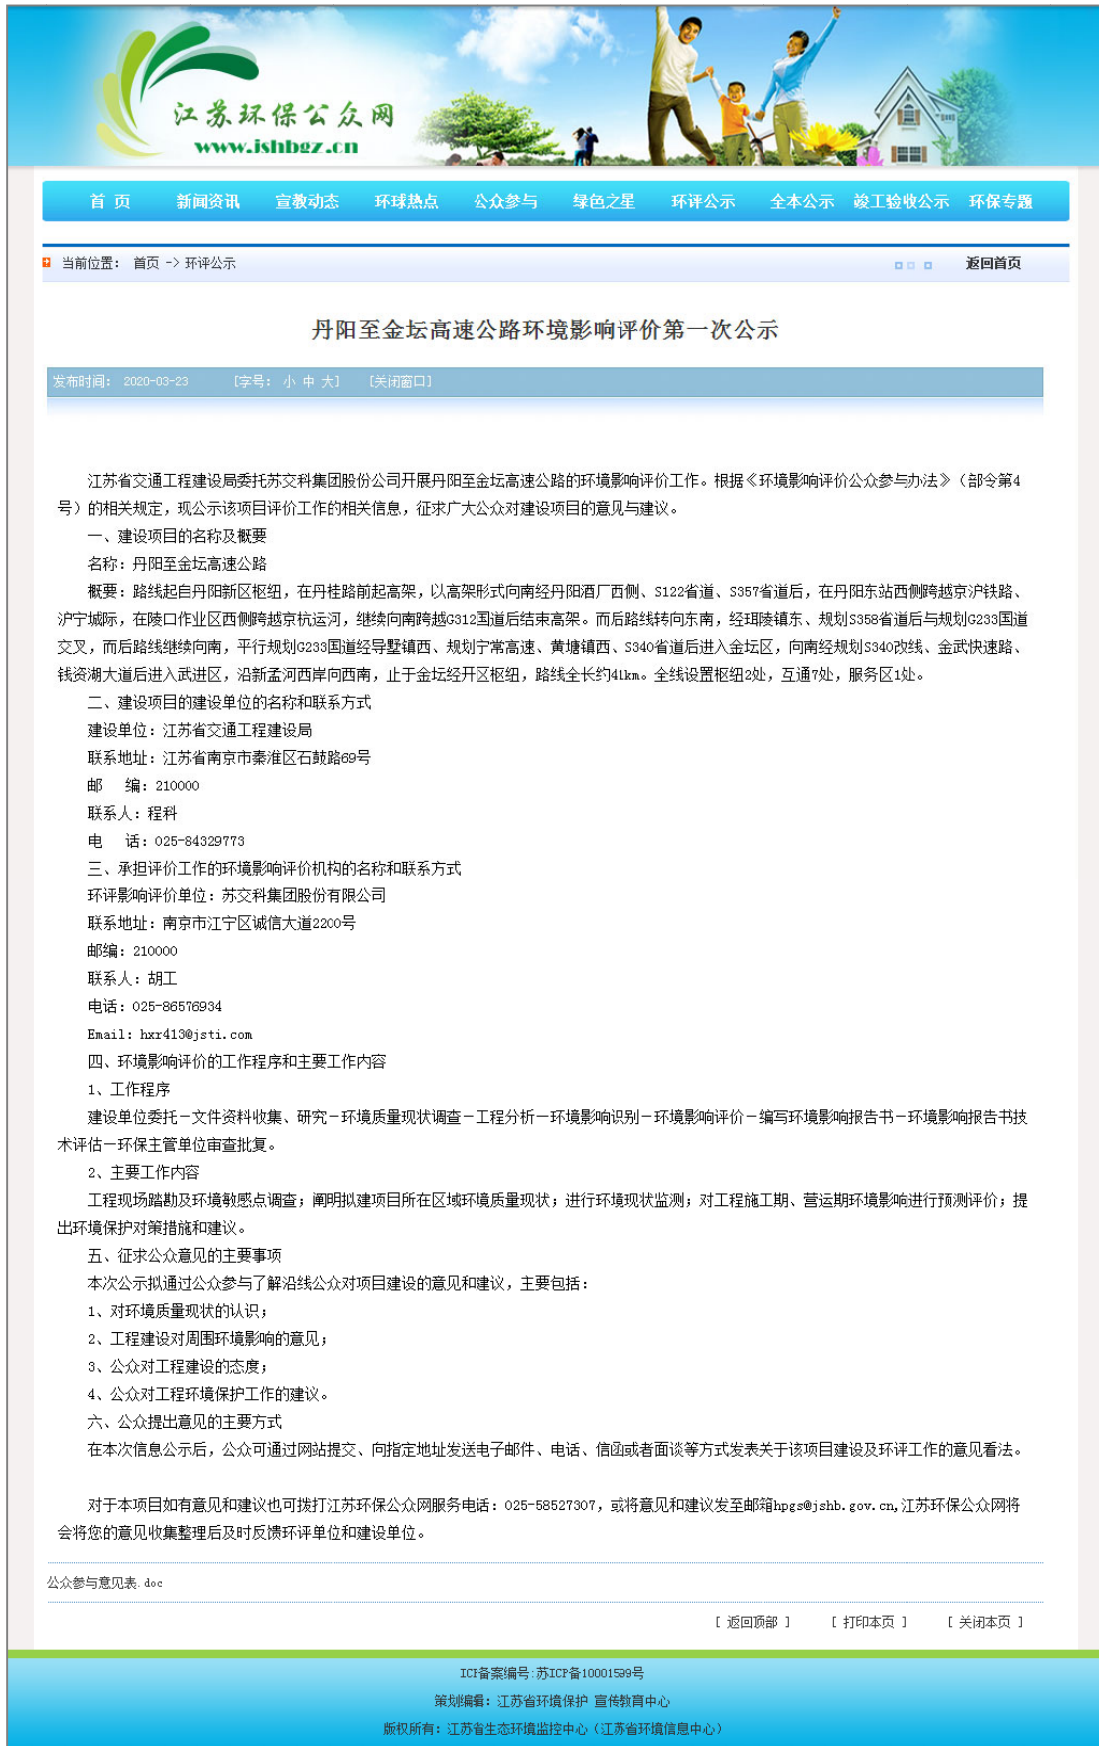 江苏环保公众网
www.jshbgz.cn
首 页 新闻资讯 宣教动态 环球热点 公众参与 绿色之星 环评公示 全本公示 竣工验收公示 环保专题
当前位置： 首页 -> 环评公示 返回首页
丹阳至金坛高速公路环境影响评价第一次公示
发布时间： 2020-03-23 [字号： 小 中 大] [关闭窗口]
江苏省交通工程建设局委托苏交科集团股份公司开展丹阳至金坛高速公路的环境影响评价工作。根据《环境影响评价公众参与办法》（部令第4
号）的相关规定，现公示该项目评价工作的相关信息，征求广大公众对建设项目的意见与建议。
一、建设项目的名称及概要
名称：丹阳至金坛高速公路
概要：路线起自丹阳新区枢纽，在丹桂路前起高架，以高架形式向南经丹阳酒厂西侧、S122省道、S357省道后，在丹阳东站西侧跨越京沪铁路、
沪宁城际，在陵口作业区西侧跨越京杭运河，继续向南跨越G312国道后结束高架。而后路线转向东南，经珥陵镇东、规划S358省道后与规划G233国道
交叉，而后路线继续向南，平行规划G233国道经导墅镇西、规划宁常高速、黄塘镇西、S340省道后进入金坛区，向南经规划S340改线、金武快速路、
钱资湖大道后进入武进区，沿新孟河西岸向西南，止于金坛经开区枢纽，路线全长约41km。全线设置枢纽2处，互通7处，服务区1处。
二、建设项目的建设单位的名称和联系方式
建设单位：江苏省交通工程建设局
联系地址：江苏省南京市秦淮区石鼓路69号
邮 编：210000
联系人：程科
电 话：025-84329773
三、承担评价工作的环境影响评价机构的名称和联系方式
环评影响评价单位：苏交科集团股份有限公司
联系地址：南京市江宁区诚信大道2200号
邮编：210000
联系人：胡工
电话：025-86576934
Email：hxr413@jsti.com
四、环境影响评价的工作程序和主要工作内容
1、工作程序
建设单位委托－文件资料收集、研究－环境质量现状调查－工程分析—环境影响识别－环境影响评价－编写环境影响报告书－环境影响报告书技
术评估—环保主管单位审查批复。
2、主要工作内容
工程现场踏勘及环境敏感点调查；阐明拟建项目所在区域环境质量现状；进行环境现状监测；对工程施工期、营运期环境影响进行预测评价；提
出环境保护对策措施和建议。
五、征求公众意见的主要事项
本次公示拟通过公众参与了解沿线公众对项目建设的意见和建议，主要包括：
1、对环境质量现状的认识；
2、工程建设对周围环境影响的意见；
3、公众对工程建设的态度；
4、公众对工程环境保护工作的建议。
六、公众提出意见的主要方式
在本次信息公示后，公众可通过网站提交、向指定地址发送电子邮件、电话、信函或者面谈等方式发表关于该项目建设及环评工作的意见看法。
对于本项目如有意见和建议也可拨打江苏环保公众网服务电话：025-58527307，或将意见和建议发至邮箱hpgs@jshb.gov.cn,江苏环保公众网将
会将您的意见收集整理后及时反馈环评单位和建设单位。
公众参与意见表.doc
[ 返回顶部 ] [ 打印本页 ] [ 关闭本页 ]
ICP备案编号:苏ICP备10001599号
策划编辑：江苏省环境保护 宣传教育中心
版权所有：江苏省生态环境监控中心（江苏省环境信息中心）